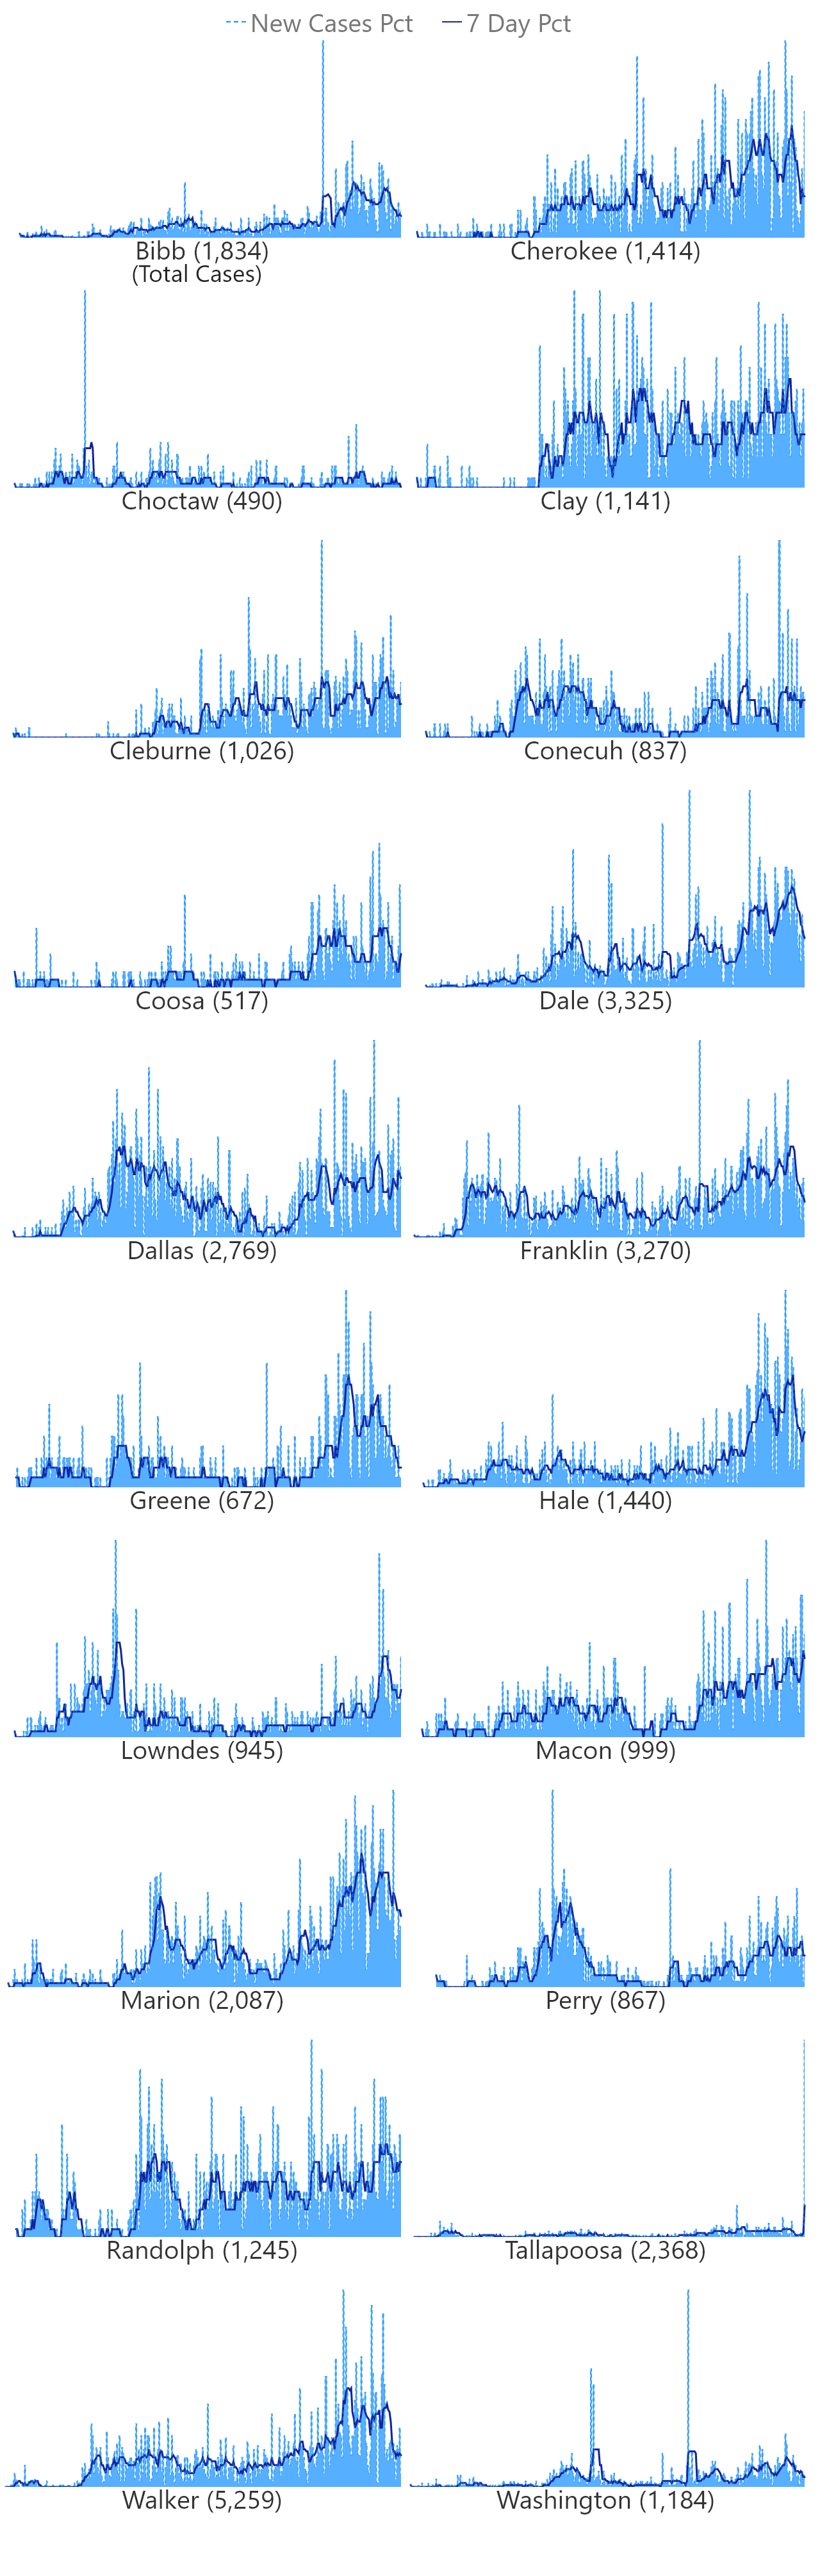 New Cases Pct 7 Day Pct
Bibb (1,834) Cherokee (1,414)
(Total Cases)
Choctaw (490) Clay (1,141)
Cleburne (1,026) Conecuh (837)
Coosa (517) Dale (3,325)
Dallas (2,769) Franklin (3,270)
Greene (672) Hale (1,440)
Lowndes (945) Macon (999)
Marion (2,087) Perry (867)
Randolph (1,245) Tallapoosa (2,368)
Walker (5,259) Washington (1,184)